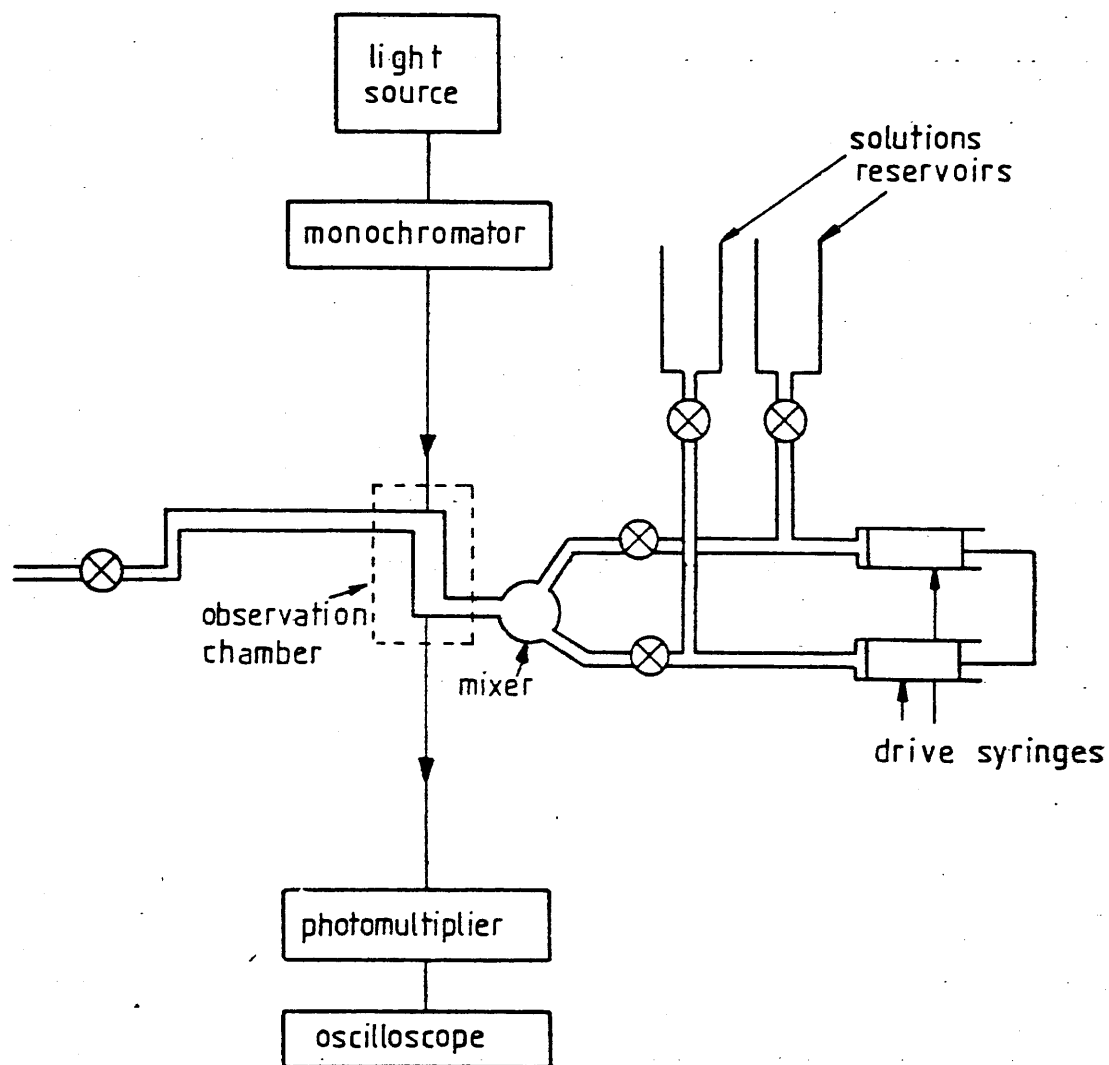 light
source
solutions
reservoirs
monochromator
observation
chamber
mixer
drive syringes
photomultiplier
oscilloscope